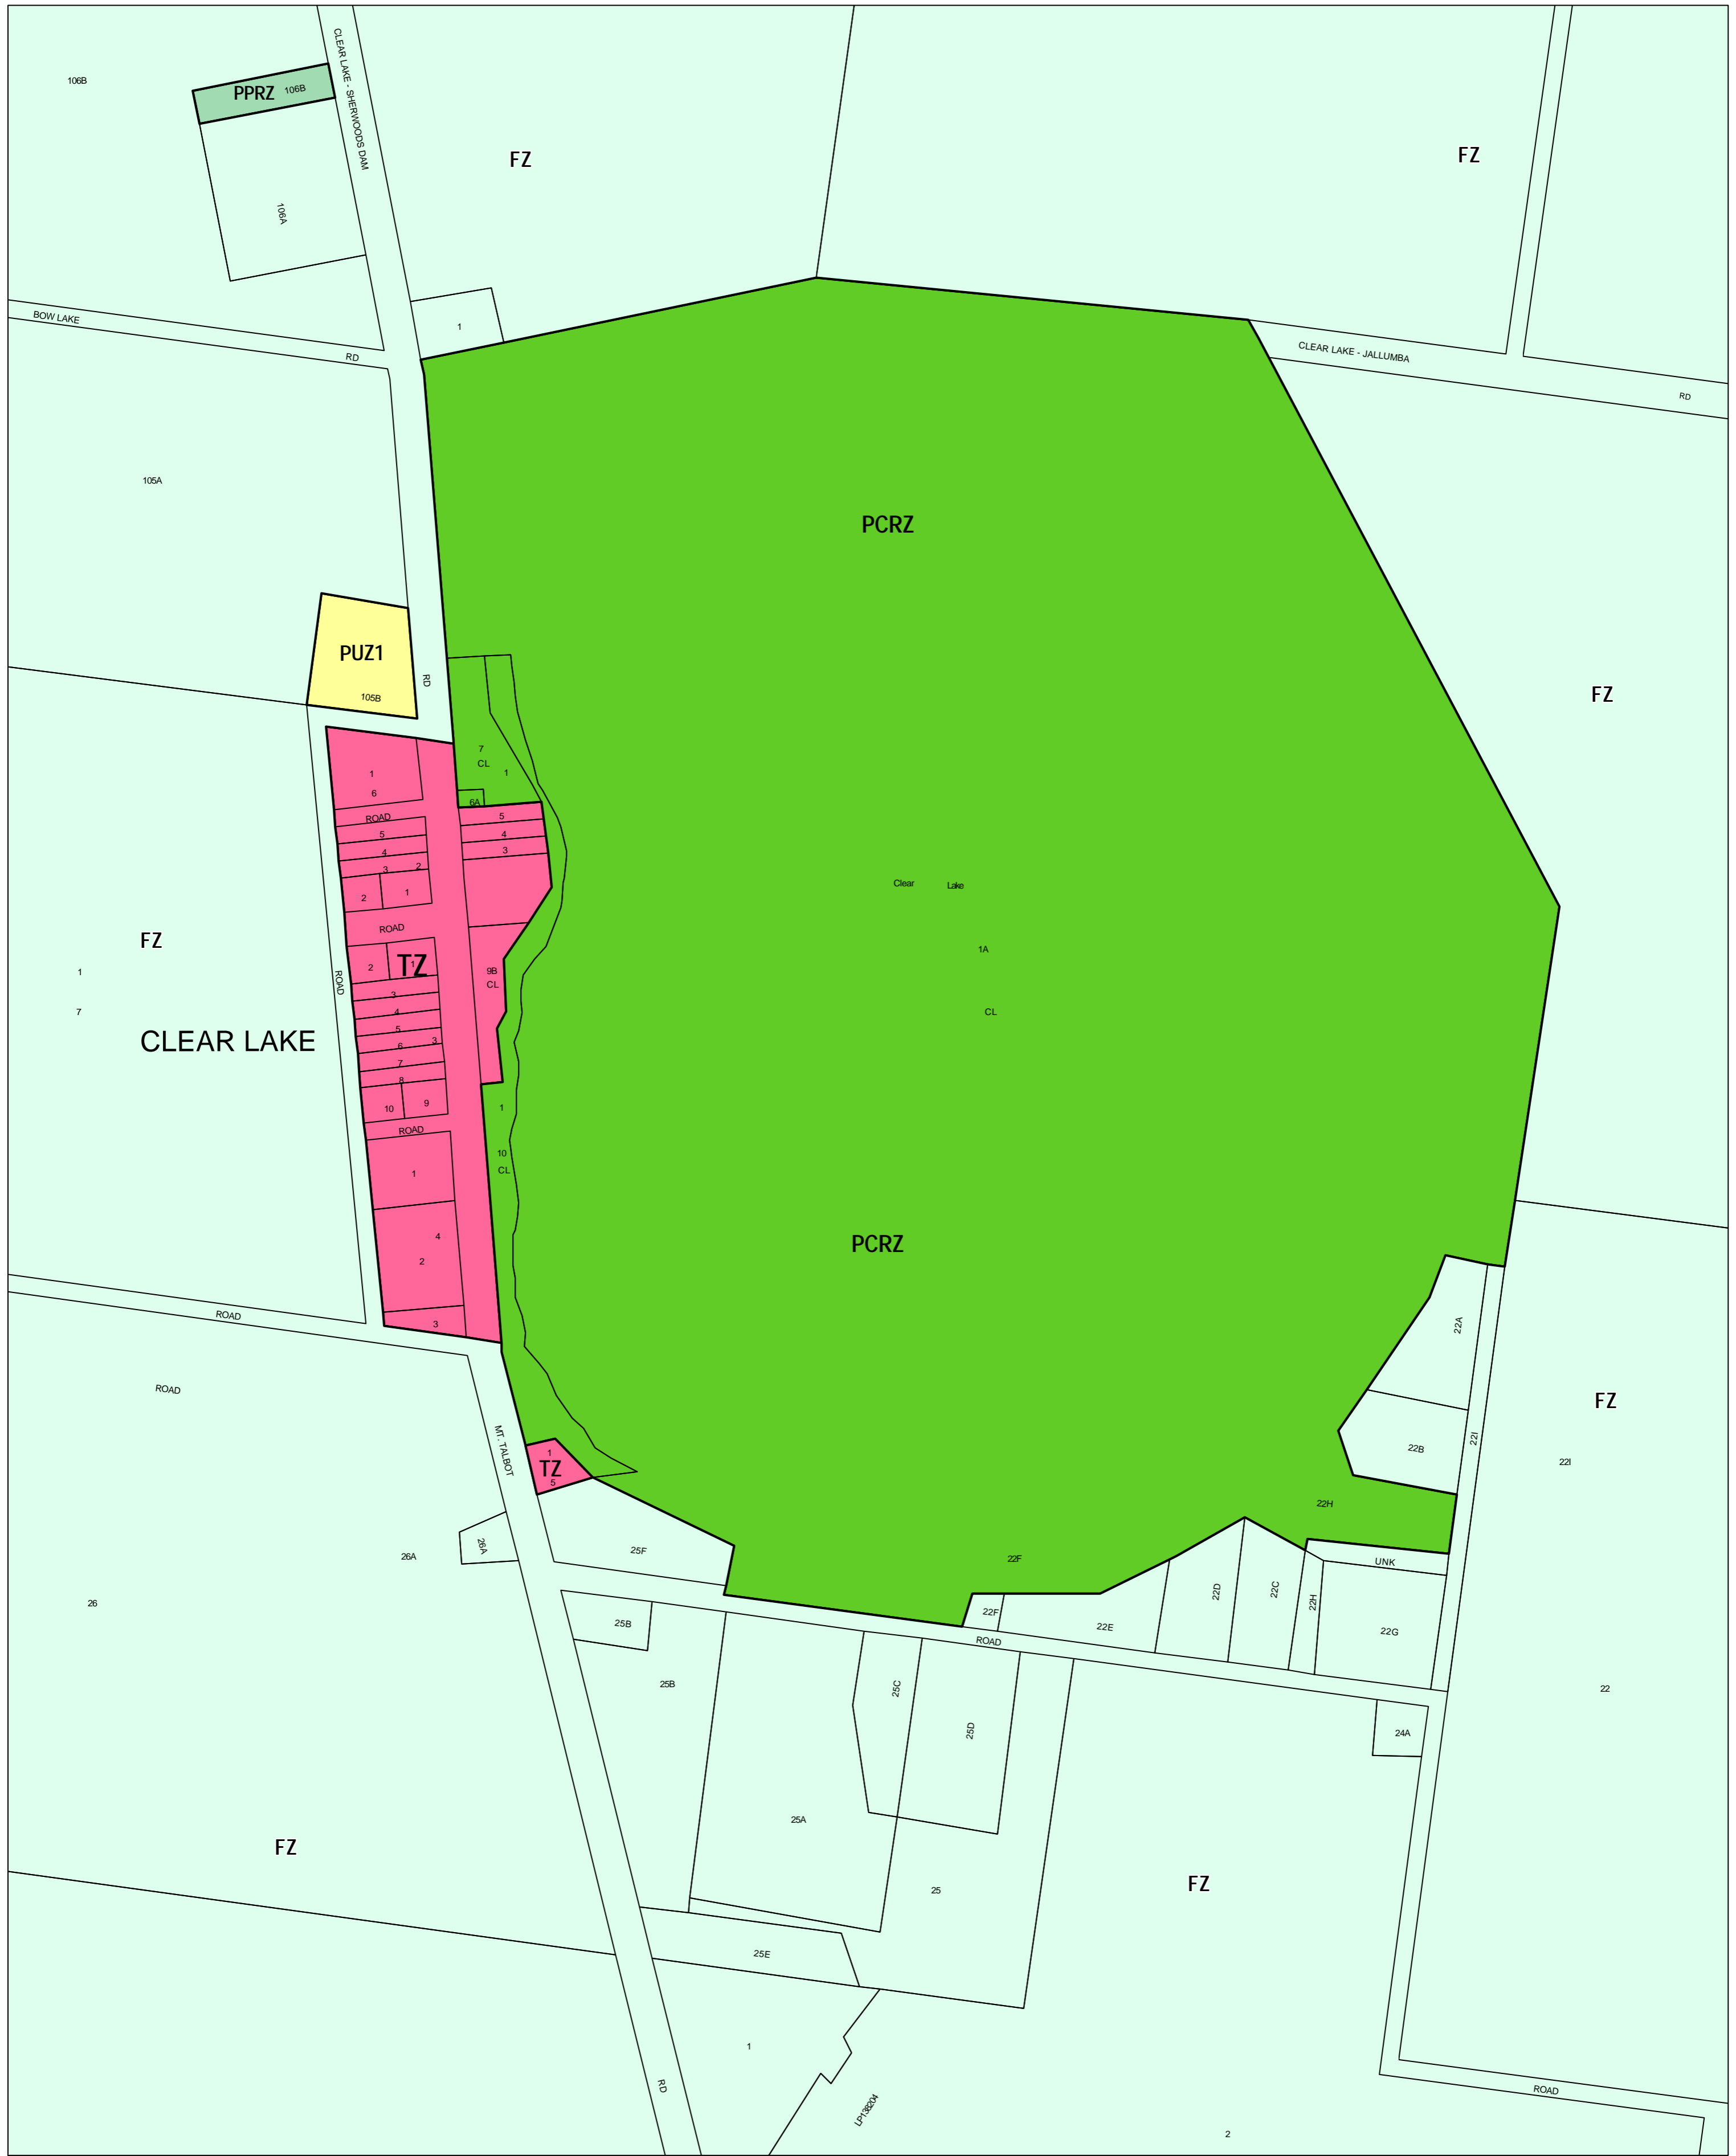 106B
PPRZ 106B
CLEAR LAKE - SHERWOODS DAM
FZ
FZ
106A
BOW LAKE
RD
1
CLEAR LAKE - JALLUMBA
RD
105A
PCRZ
PUZ1
105B
RD
FZ
7
CL
1
6A
1
6
ROAD
5
4
3
2
2
1
5
4
3
Clear Lake
1A
CL
ROAD
FZ
1
7
ROAD
TZ
2
1
3
4
5
6
3
7
8
10
9
9B
CL
CLEAR LAKE
ROAD
1
10
CL
1
4
2
3
PCRZ
ROAD
ROAD
22A
FZ
22B
22I
22I
MT. TALBOT
1
TZ
5
22H
26A
26A
25F
22F
UNK
26
22F
22E
22D
22C
22H
22G
25B
ROAD
25B
25C
25D
22
24A
25A
FZ
FZ
25
25E
1
RD
LP138204
ROAD
2